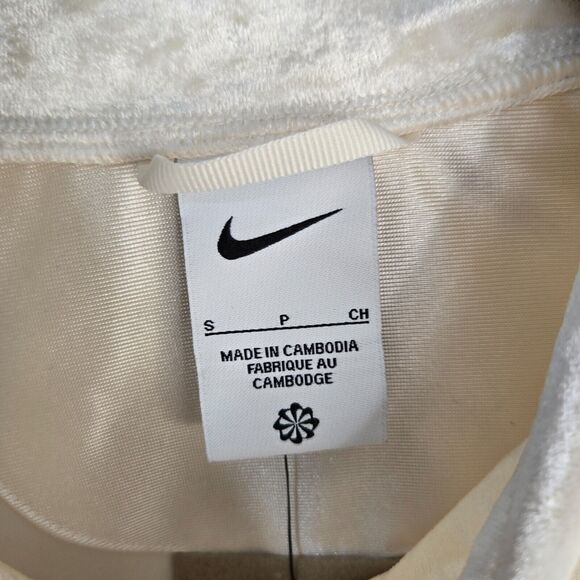 S P CH
MADE IN CAMBODIA
FABRIQUE AU
CAMBODGE